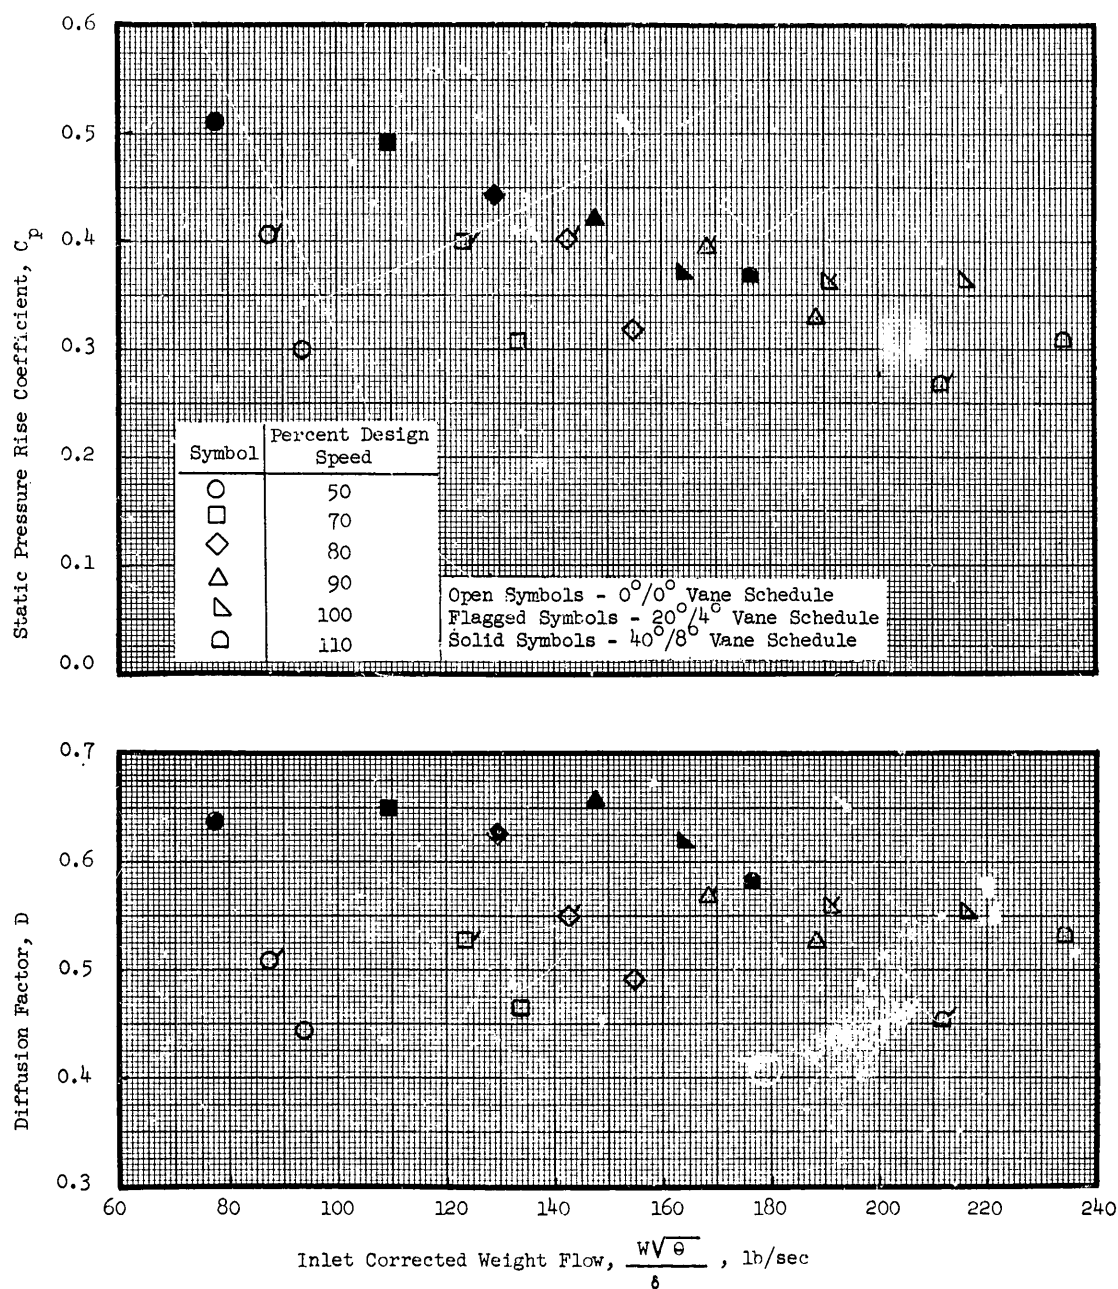 0.6
0.5
0.4
0.3
0.2
0.1
0.0
Static Pressure Rise Coefficient, Cp
Symbol Percent Design Speed
50
70
80
90
100
110
Open Symbols - 0°/0° Vane Schedule
Flagged Symbols - 20°/4° Vane Schedule
Solid Symbols - 40°/8° Vane Schedule
0.7
0.6
0.5
0.4
0.3
Diffusion Factor, D
60 80 100 120 140 160 180 200 220 240
Inlet Corrected Weight Flow, W√θ/δ , lb/sec